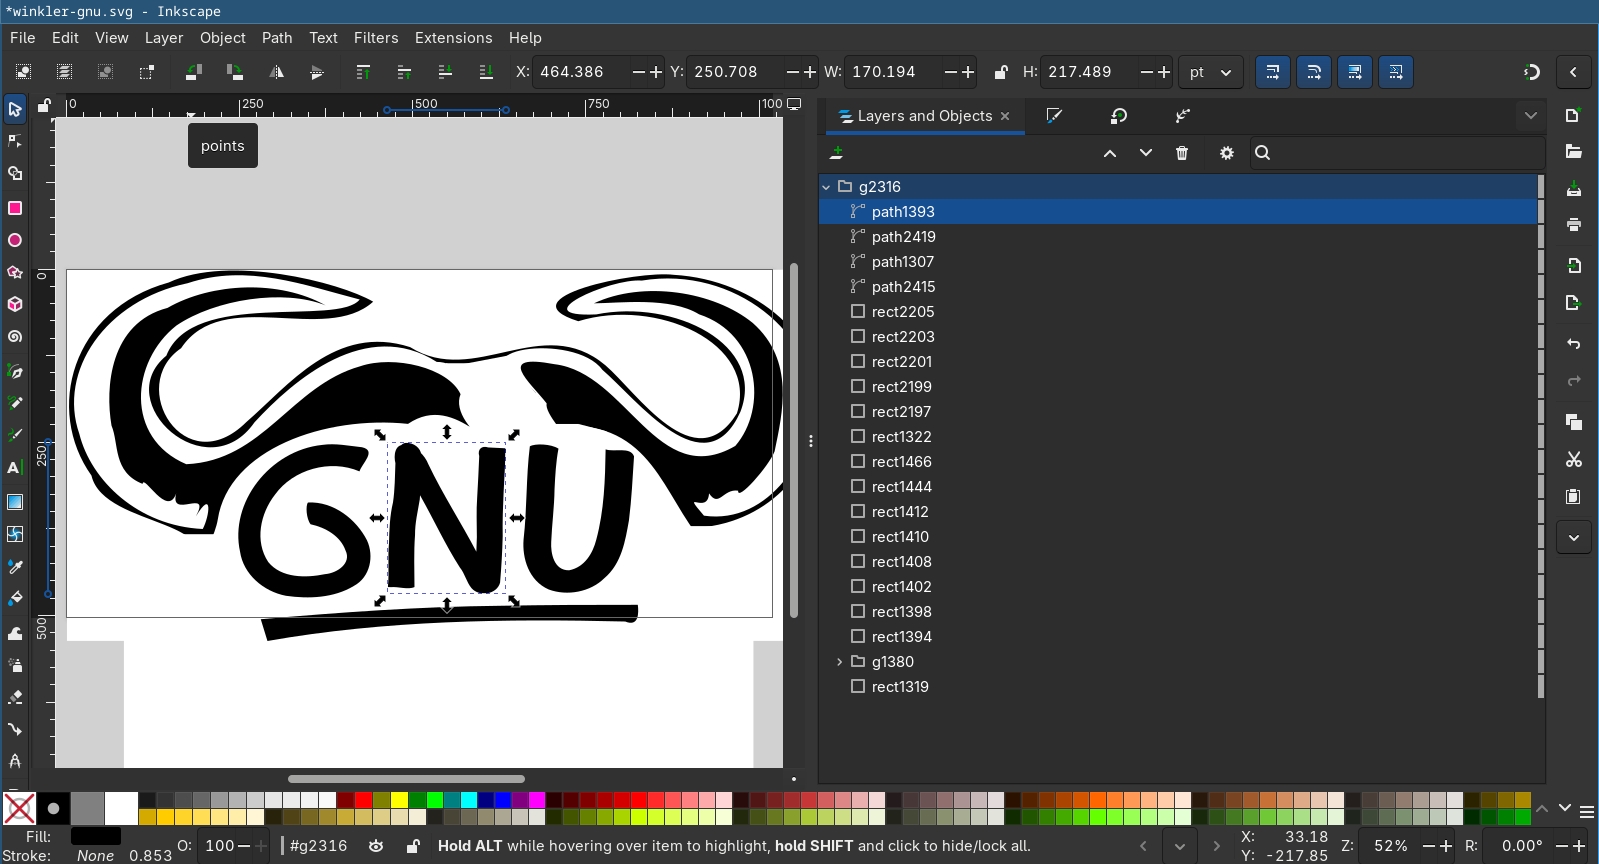 *winkler-gnu.svg - Inkscape
File Edit View Layer Object Path Text Filters Extensions Help
X: 464.386 Y: 250.708 W: 170.194 H: 217.489 pt
0 250 500 750 100
Layers and Objects
points
0
250
500
GNU
g2316
path1393
path2419
path1307
path2415
rect2205
rect2203
rect2201
rect2199
rect2197
rect1322
rect1466
rect1444
rect1412
rect1410
rect1408
rect1402
rect1398
rect1394
g1380
rect1319
Fill:
Stroke: None 0.853
O: 100
#g2316
Hold ALT while hovering over item to highlight, hold SHIFT and click to hide/lock all.
X: 33.18
Y: -217.85
Z: 52%
R: 0.00°